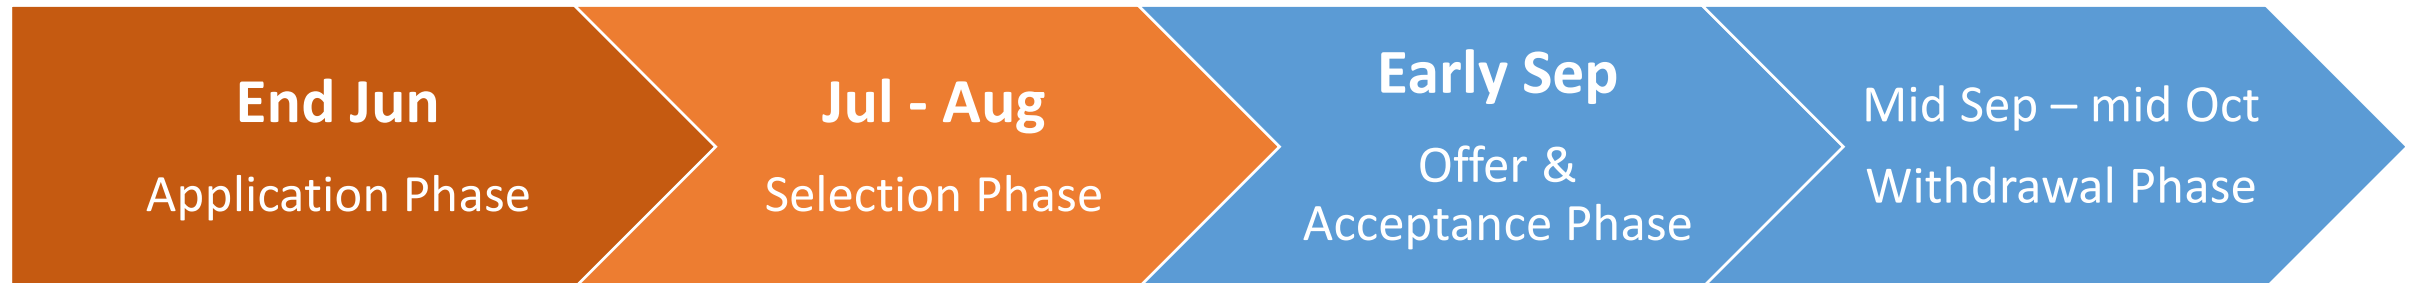 End Jun
Application Phase
Jul - Aug
Selection Phase
Early Sep
Offer &
Acceptance Phase
Mid Sep – mid Oct
Withdrawal Phase